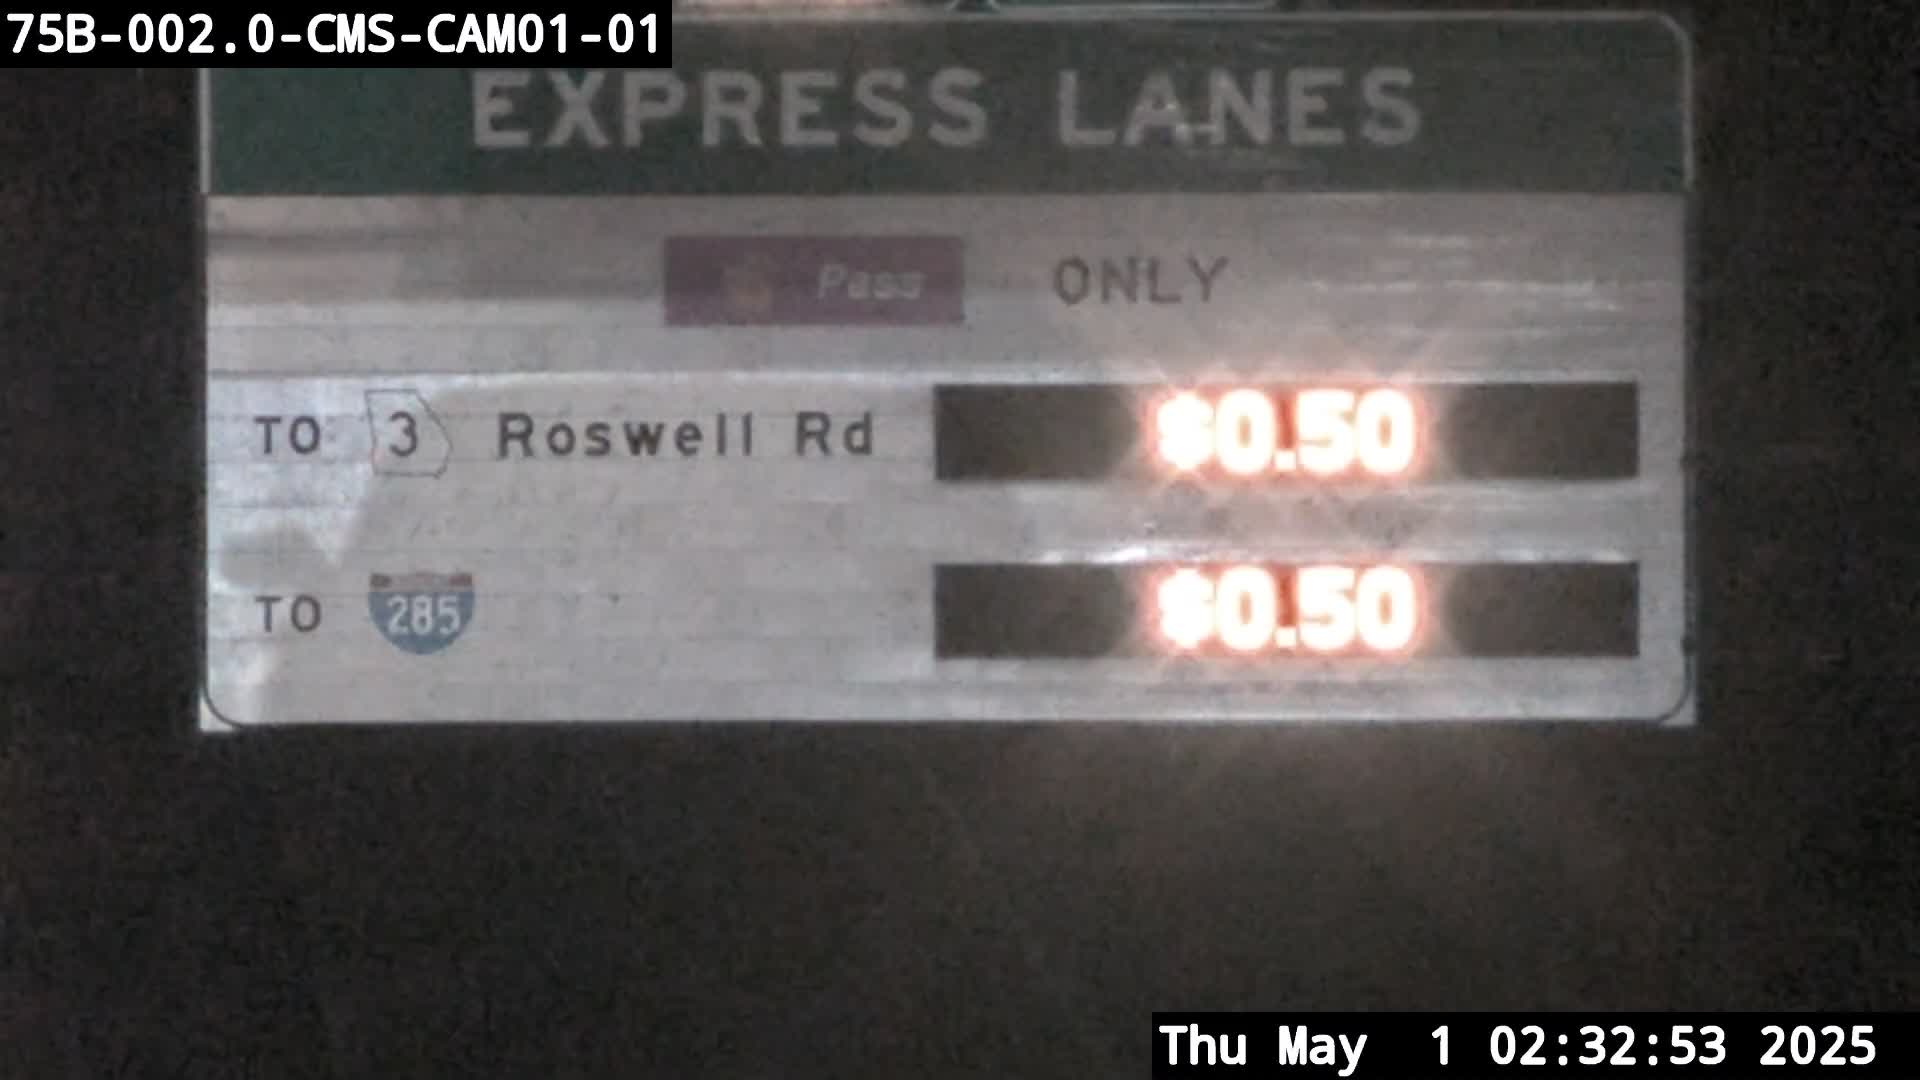 75B-002.0-CMS-CAM01-01
EXPRESS LANES
Pass ONLY
TO 3 Roswell Rd $0.50
TO 285 $0.50
Thu May 1 02:32:53 2025